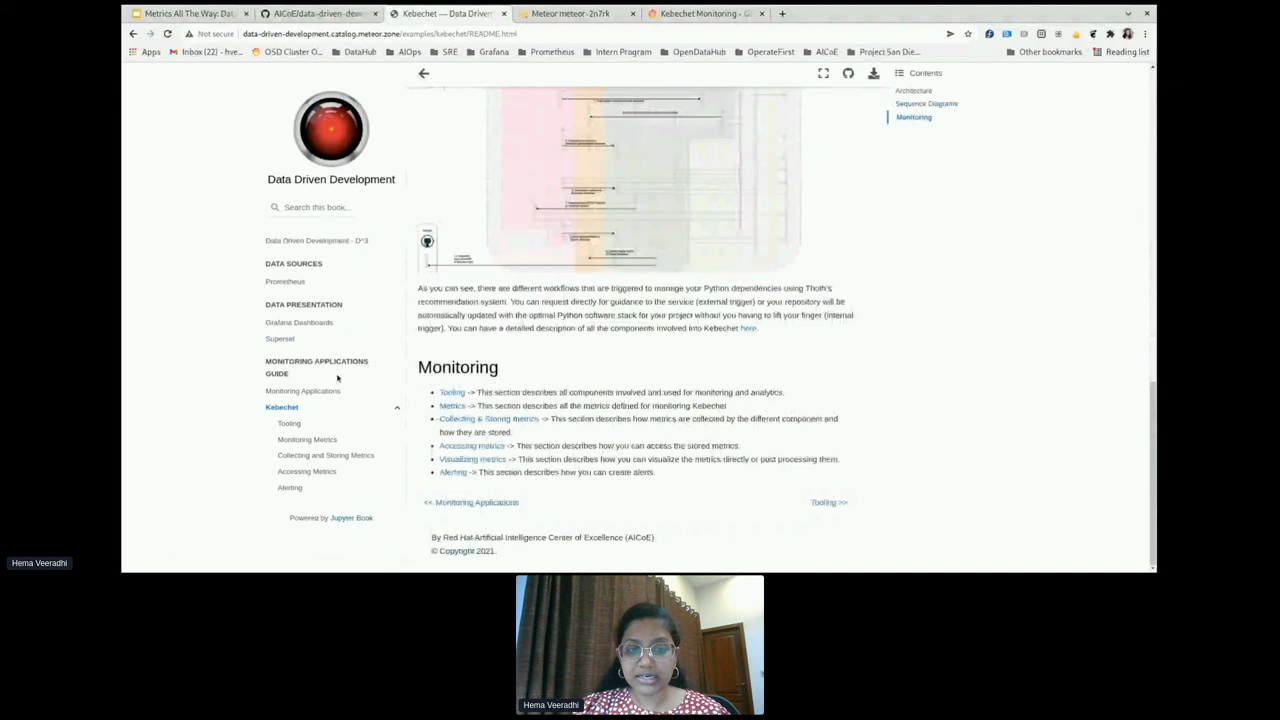 Metrics All The Way: Dat
AICoE/data-driven-deve
Kebechet — Data Driven
Meteor meteor-2n7rk
Kebechet Monitoring - G
Not secure
data-driven-development.catalog.meteor.zone/examples/kebechet/README.html
Apps
Inbox (22) - hve...
OSD Cluster O...
DataHub
AIOps
SRE
Grafana
Prometheus
Intern Program
OpenDataHub
OperateFirst
AICoE
Project San Die...
Other bookmarks
Reading list
Data Driven Development
Search this book...
Data Driven Development - D^3
DATA SOURCES
Prometheus
DATA PRESENTATION
Grafana Dashboards
Superset
MONITORING APPLICATIONS
GUIDE
Monitoring Applications
Kebechet
Tooling
Monitoring Metrics
Collecting and Storing Metrics
Accessing Metrics
Alerting
Powered by Jupyter Book
Contents
Architecture
Sequence Diagrams
Monitoring
As you can see, there are different workflows that are triggered to manage your Python dependencies using Thoth's
recommendation system. You can request directly for guidance to the service (external trigger) or your repository will be
automatically updated with the optimal Python software stack for your project without you having to lift your finger (internal
trigger). You can have a detailed description of all the components involved into Kebechet here.
Monitoring
Tooling -> This section describes all components involved and used for monitoring and analytics.
Metrics -> This section describes all the metrics defined for monitoring Kebechet
Collecting & Storing metrics -> This section describes how metrics are collected by the different component and
how they are stored.
Accessing metrics -> This section describes how you can access the stored metrics
Visualizing metrics -> This section describes how you can visualize the metrics directly or post processing them.
Alerting -> This section describes how you can create alerts.
<< Monitoring Applications
Tooling >>
By Red Hat Artificial Intelligence Center of Excellence (AICoE)
© Copyright 2021.
Hema Veeradhi
Hema Veeradhi